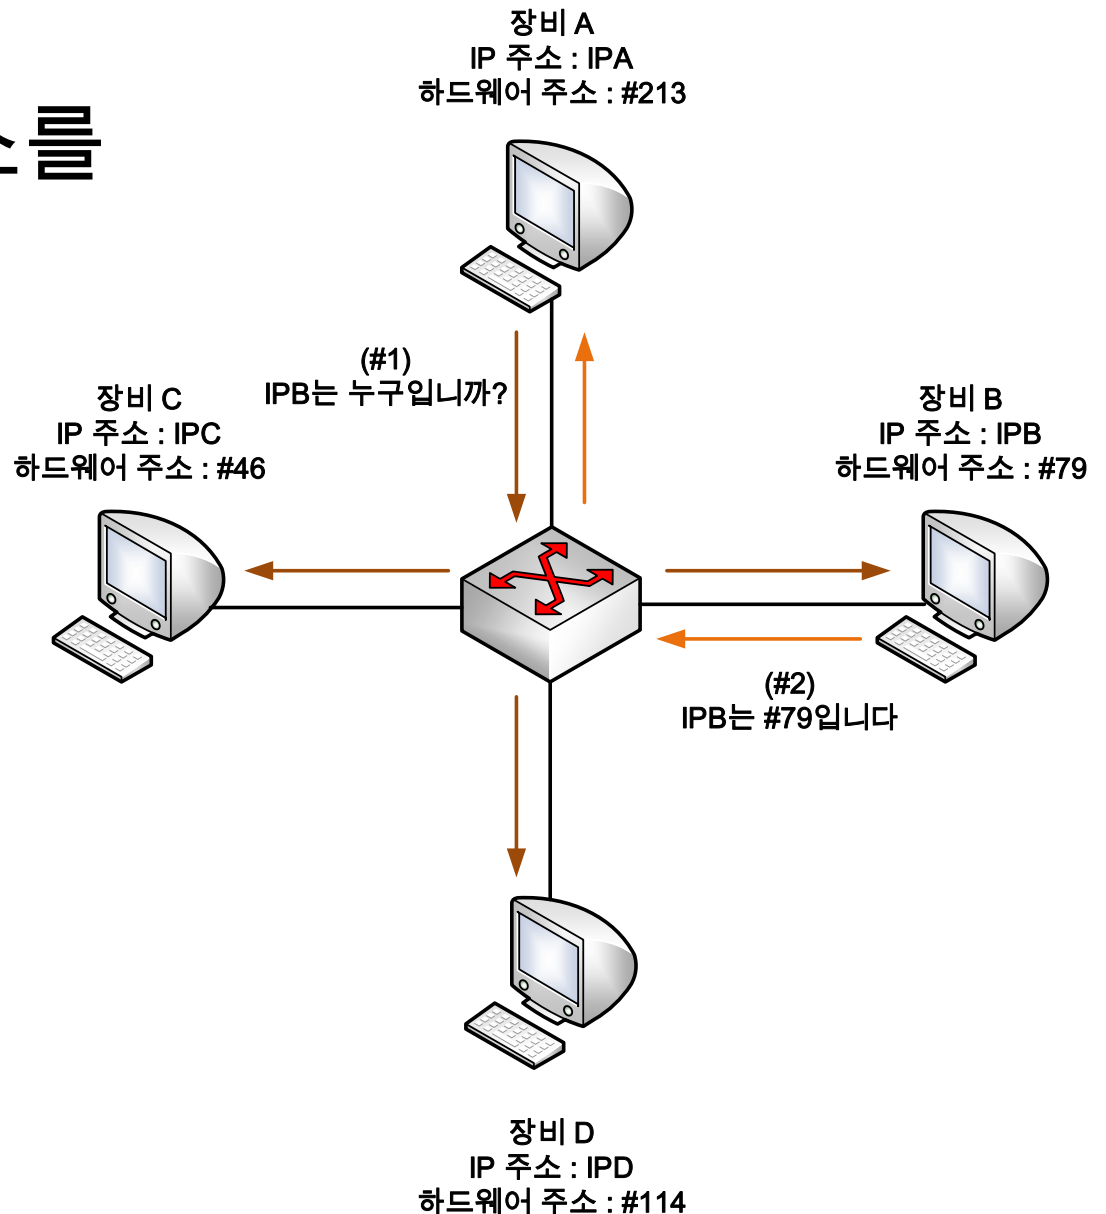 장비 A
IP 주소 : IPA
하드웨어 주소 : #213
를
(#1)
IPB는 누구입니까?
장비 C
IP 주소 : IPC
하드웨어 주소 : #46
장비 B
IP 주소 : IPB
하드웨어 주소 : #79
(#2)
IPB는 #79입니다
장비 D
IP 주소 : IPD
하드웨어 주소 : #114